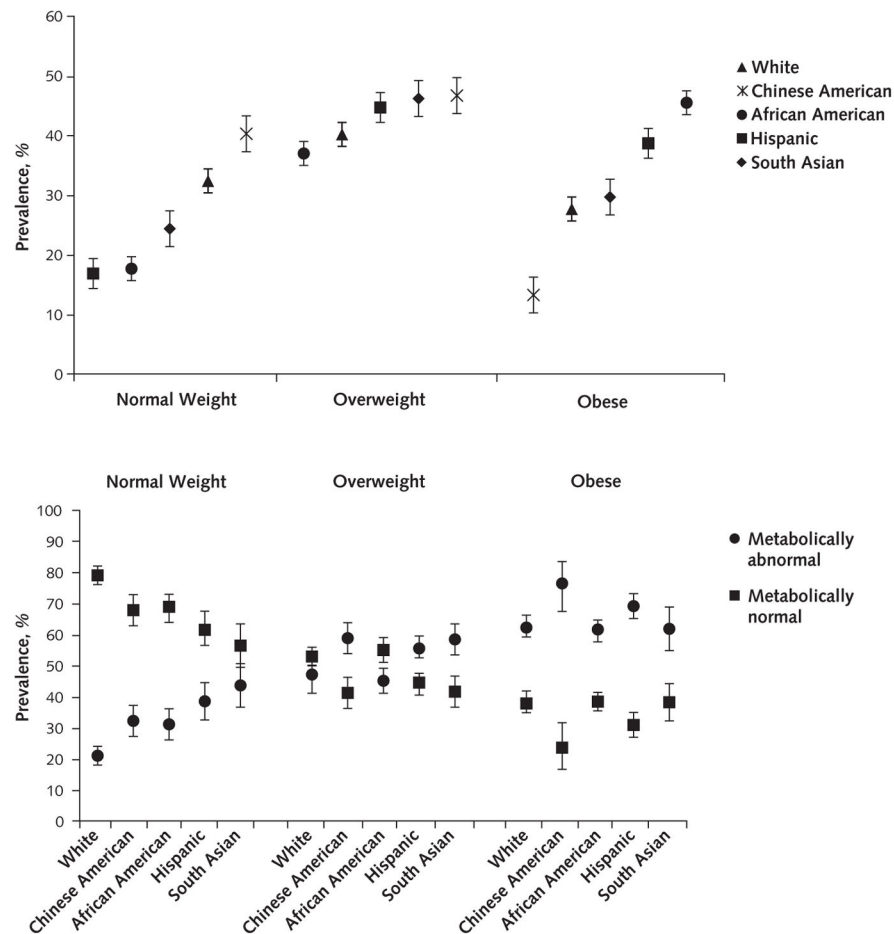 60
50
40
30
20
10
0
Prevalence, %
Normal Weight
Overweight
Obese
White
Chinese American
African American
Hispanic
South Asian
Normal Weight
Overweight
Obese
100
90
80
70
60
50
40
30
20
10
0
Prevalence, %
White
Chinese American
African American
Hispanic
South Asian
White
Chinese American
African American
Hispanic
South Asian
White
Chinese American
African American
Hispanic
South Asian
Metabolically
abnormal
Metabolically
normal